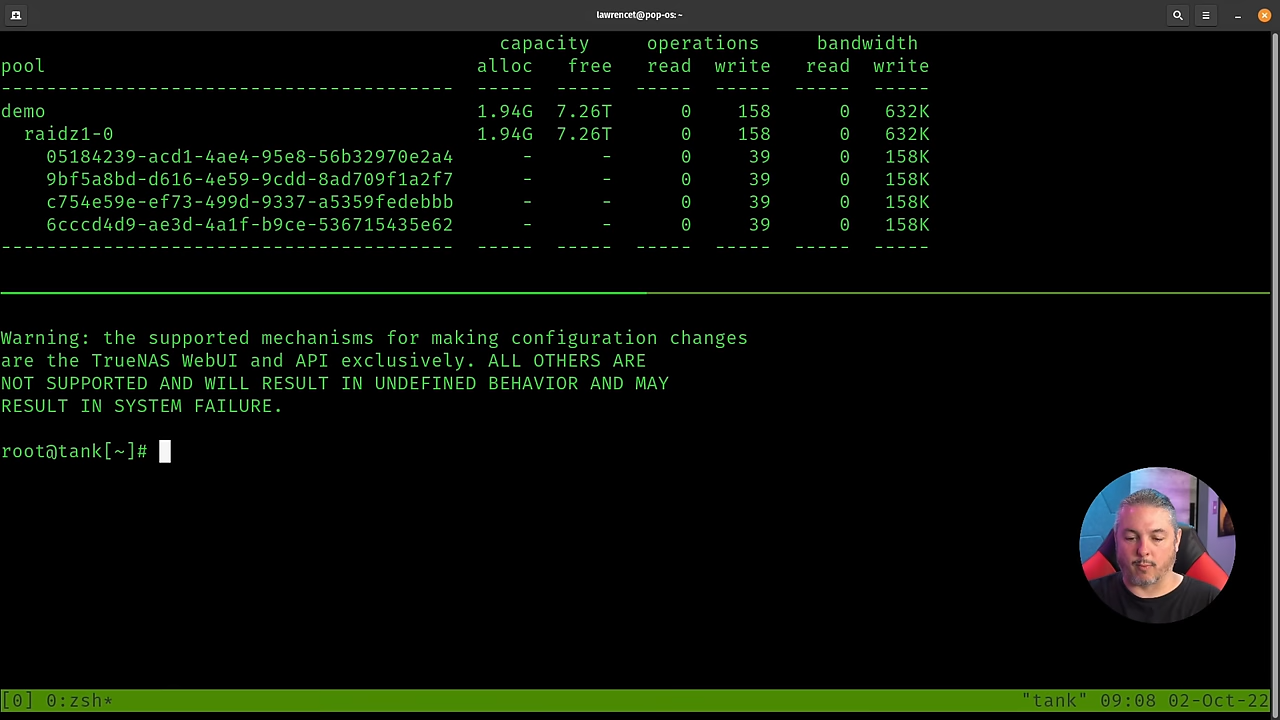 lawrencet@pop-os: ~
capacity operations bandwidth
pool alloc free read write read write
---------------------------------------- ----- ----- ----- ----- ----- -----
demo 1.94G 7.26T 0 158 0 632K
raidz1-0 1.94G 7.26T 0 158 0 632K
05184239-acd1-4ae4-95e8-56b32970e2a4 - - 0 39 0 158K
9bf5a8bd-d616-4e59-9cdd-8ad709f1a2f7 - - 0 39 0 158K
c754e59e-ef73-499d-9337-a5359fedebbb - - 0 39 0 158K
6cccd4d9-ae3d-4a1f-b9ce-536715435e62 - - 0 39 0 158K
---------------------------------------- ----- ----- ----- ----- ----- -----
Warning: the supported mechanisms for making configuration changes
are the TrueNAS WebUI and API exclusively. ALL OTHERS ARE
NOT SUPPORTED AND WILL RESULT IN UNDEFINED BEHAVIOR AND MAY
RESULT IN SYSTEM FAILURE.
root@tank[~]#
[0] 0:zsh* "tank" 09:08 02-Oct-22